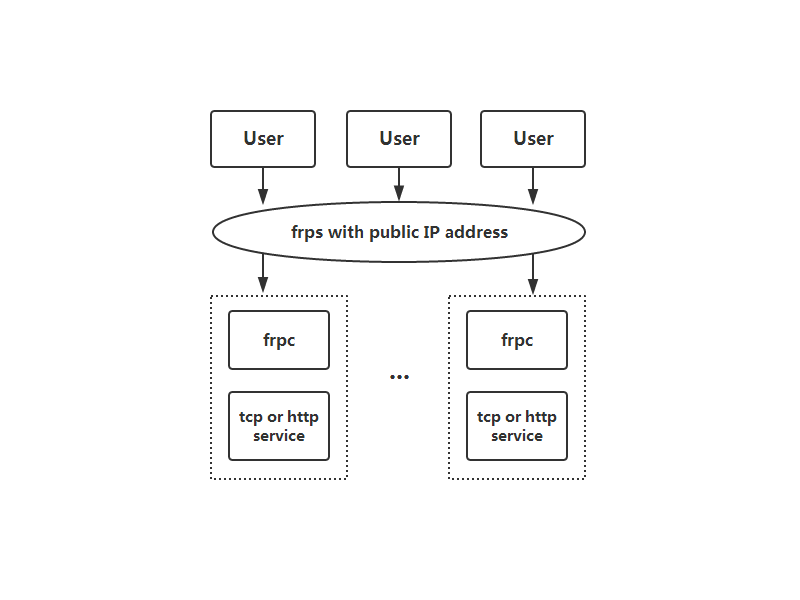 User
User
User
frps with public IP address
frpc
tcp or http
service
...
frpc
tcp or http
service